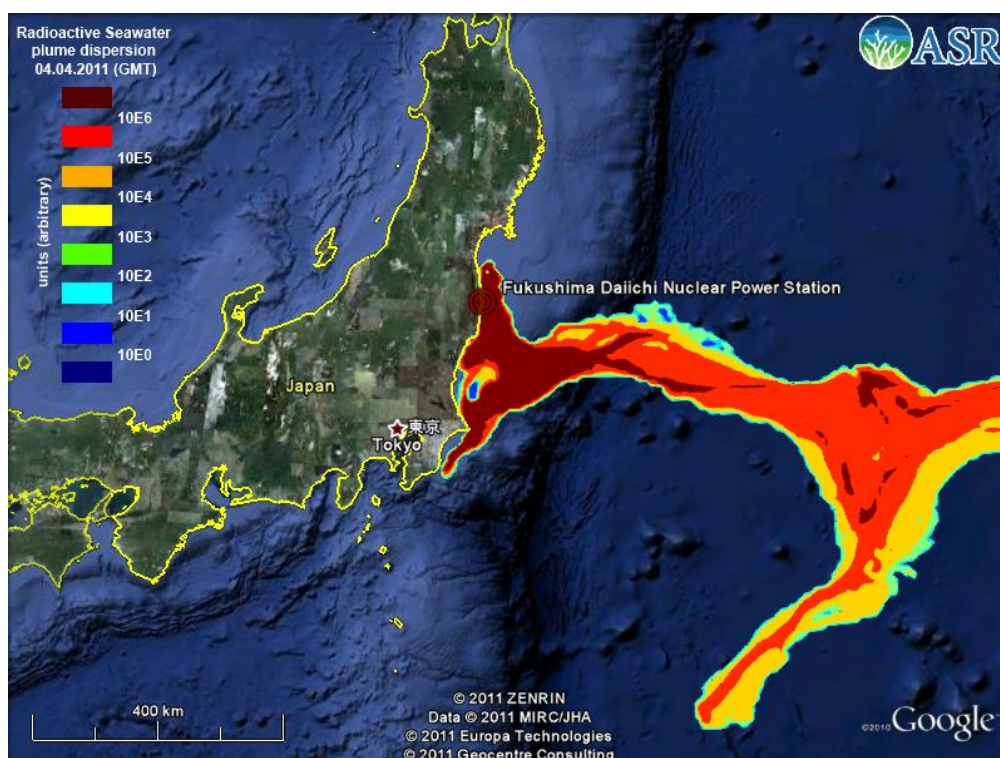 Radioactive Seawater
plume dispersion
04.04.2011 (GMT)
ASR
10E6
10E5
10E4
10E3
10E2
10E1
10E0
units (arbitrary)
Fukushima Daiichi Nuclear Power Station
Japan
東京
Tokyo
400 km
© 2011 ZENRIN
Data © 2011 MIRC/JHA
© 2011 Europa Technologies
© 2011 Geocentre Consulting
©2010 Google